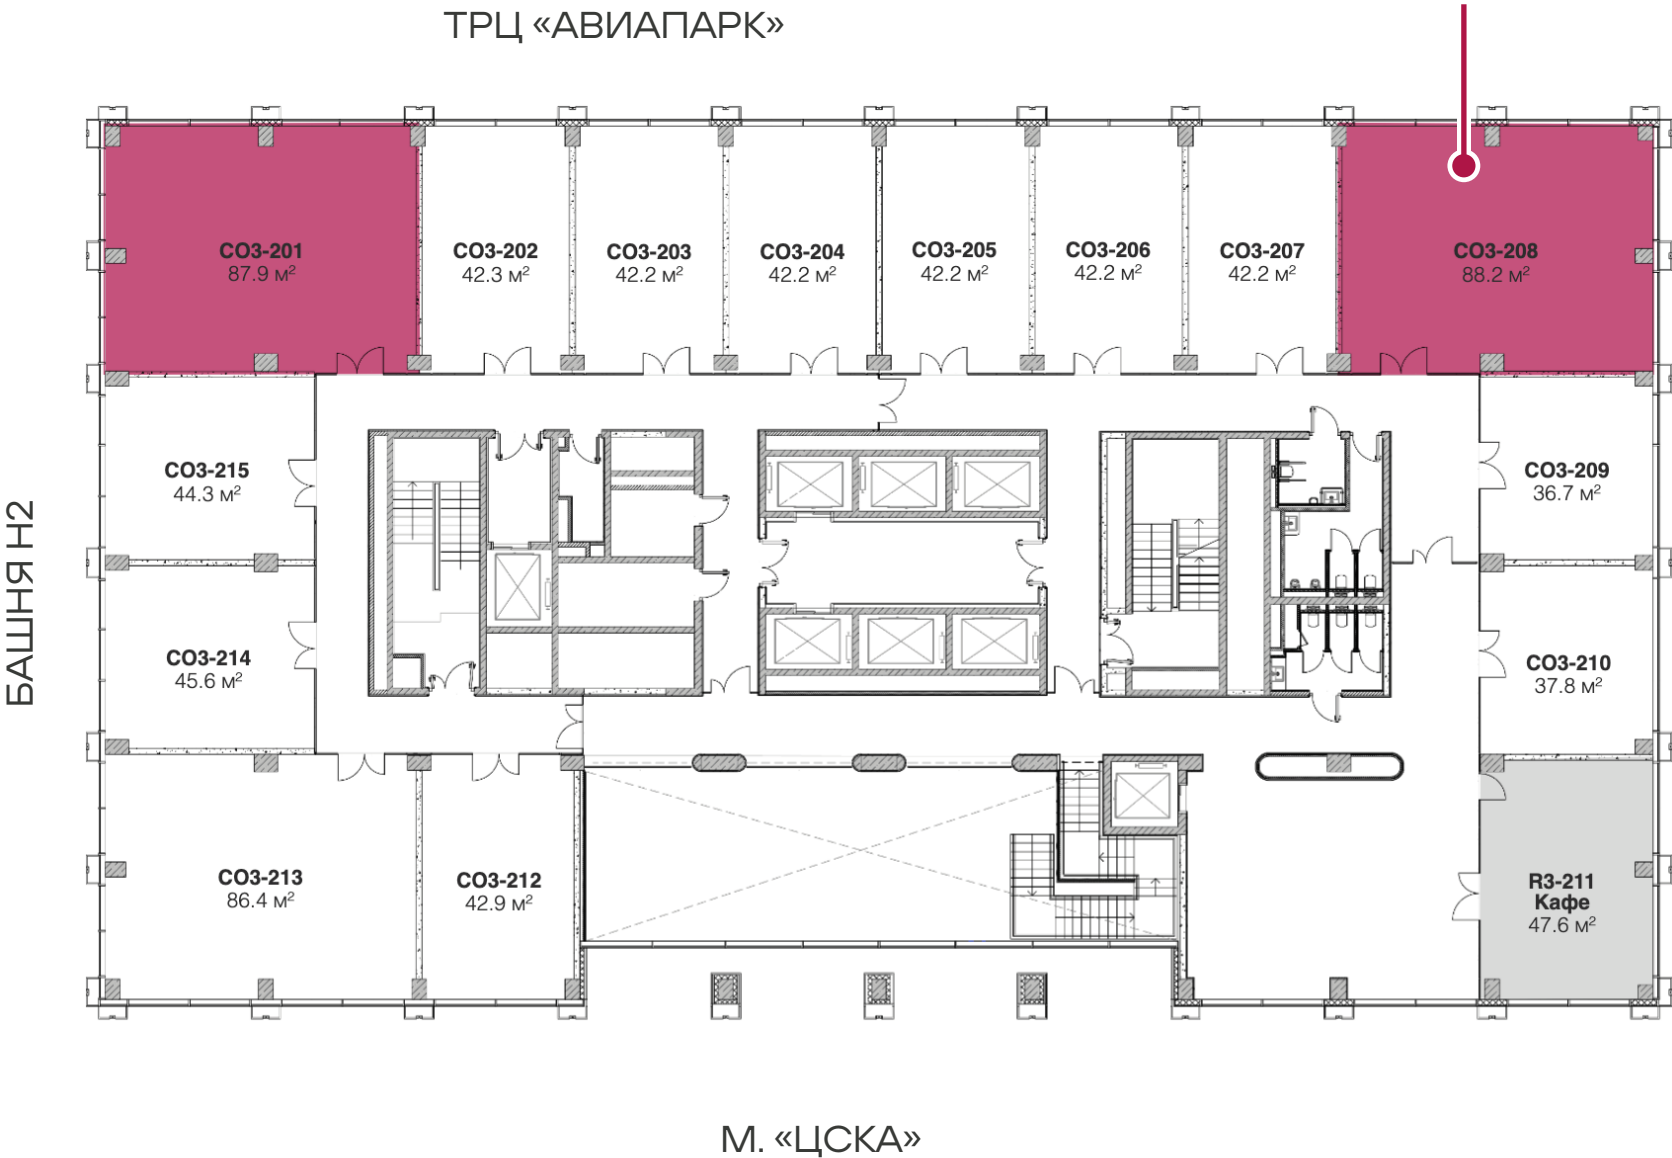 ТРЦ «АВИАПАРК»
СО3-201
87.9 м²
СО3-202
42.3 м²
СО3-203
42.2 м²
СО3-204
42.2 м²
СО3-205
42.2 м²
СО3-206
42.2 м²
СО3-207
42.2 м²
СО3-208
88.2 м²
СО3-215
44.3 м²
СО3-209
36.7 м²
БАШНЯ Н2
СО3-214
45.6 м²
СО3-210
37.8 м²
СО3-213
86.4 м²
СО3-212
42.9 м²
R3-211
Кафе
47.6 м²
М. «ЦСКА»